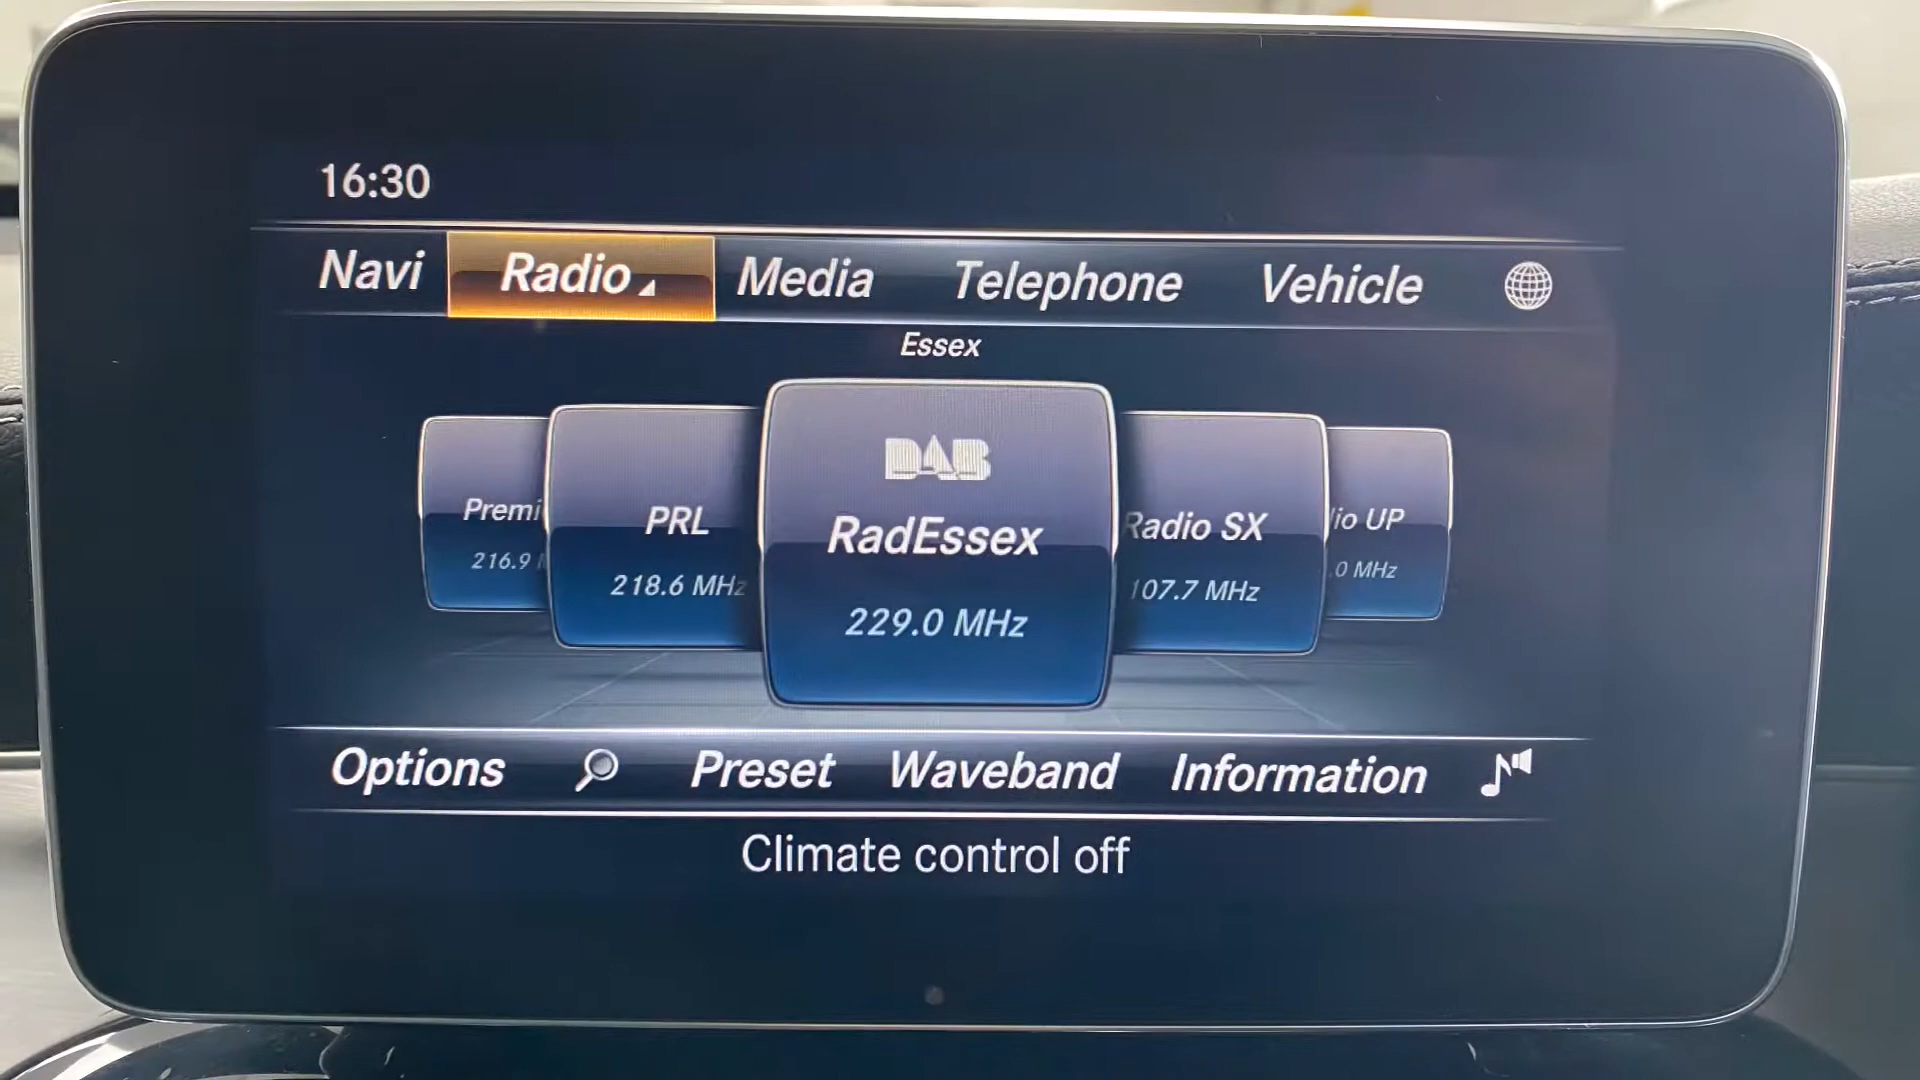 16:30
Navi Radio Media Telephone Vehicle
Essex
DAB
Premi PRL RadEssex Radio SX io UP
216.9 218.6 MHz 229.0 MHz 107.7 MHz .0 MHz
Options Preset Waveband Information
Climate control off